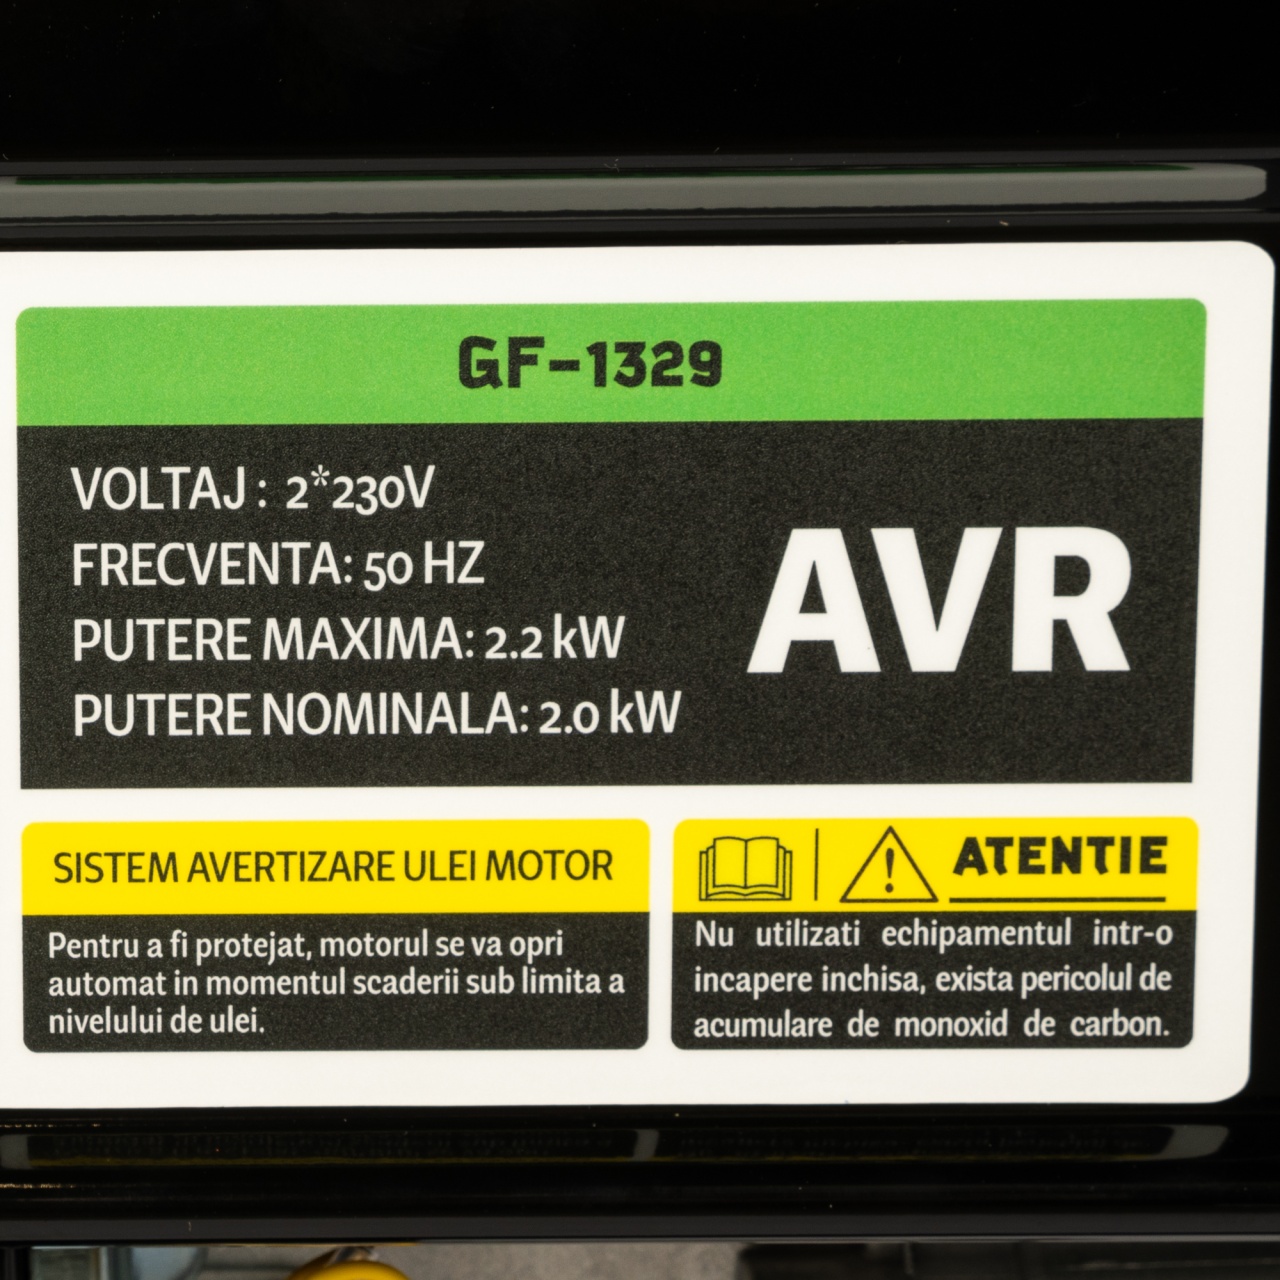 GF-1329
VOLTAJ : 2*230V
FRECVENTA: 50 HZ
PUTERE MAXIMA: 2.2 kW
PUTERE NOMINALA: 2.0 kW
AVR
SISTEM AVERTIZARE ULEI MOTOR
Pentru a fi protejat, motorul se va opri
automat in momentul scaderii sub limita a
nivelului de ulei.
ATENTIE
Nu utilizati echipamentul intr-o
incapere inchisa, exista pericolul de
acumulare de monoxid de carbon.